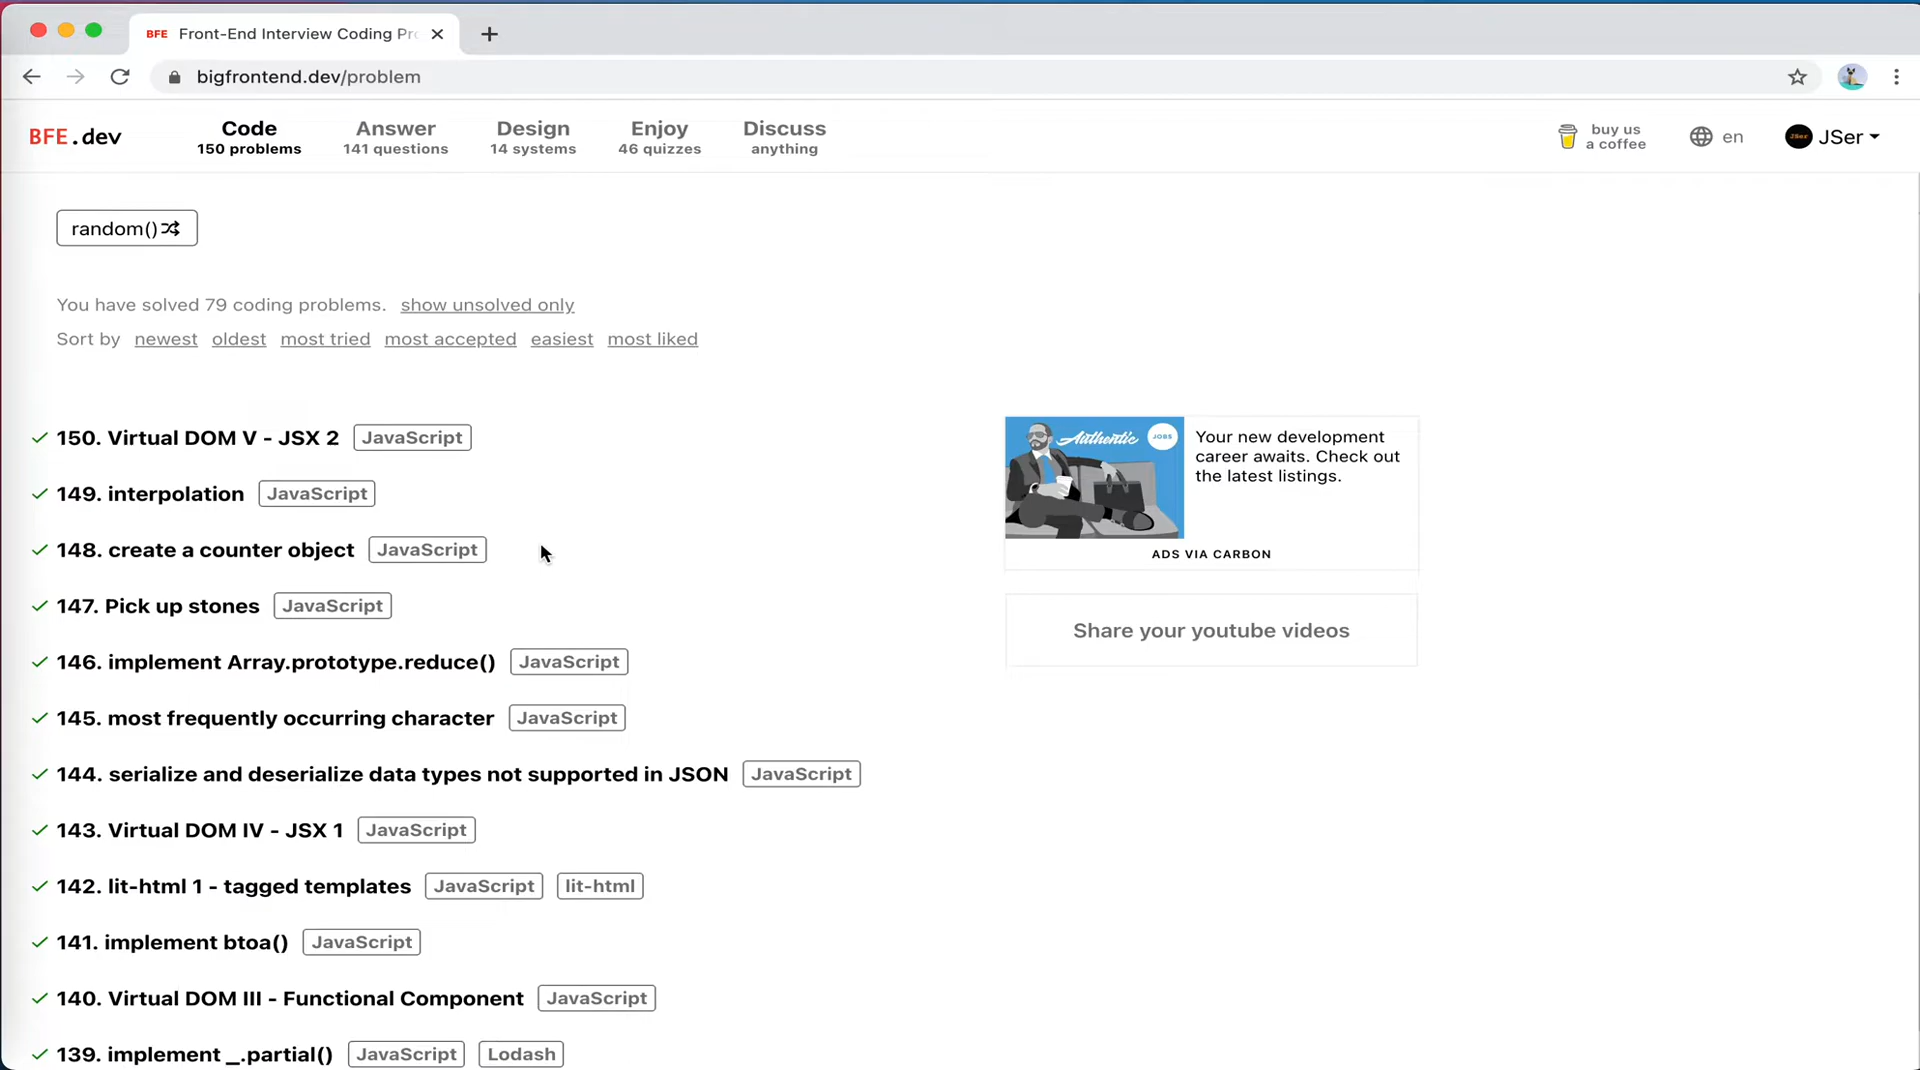 BFE Front-End Interview Coding Pr
bigfrontend.dev/problem
BFE.dev
Code
150 problems
Answer
141 questions
Design
14 systems
Enjoy
46 quizzes
Discuss
anything
buy us
a coffee
en
JSer
random()
You have solved 79 coding problems. show unsolved only
Sort by newest oldest most tried most accepted easiest most liked
150. Virtual DOM V - JSX 2 JavaScript
149. interpolation JavaScript
148. create a counter object JavaScript
147. Pick up stones JavaScript
146. implement Array.prototype.reduce() JavaScript
145. most frequently occurring character JavaScript
144. serialize and deserialize data types not supported in JSON JavaScript
143. Virtual DOM IV - JSX 1 JavaScript
142. lit-html 1 - tagged templates JavaScript lit-html
141. implement btoa() JavaScript
140. Virtual DOM III - Functional Component JavaScript
139. implement _.partial() JavaScript Lodash
Authentic JOBS
Your new development
career awaits. Check out
the latest listings.
ADS VIA CARBON
Share your youtube videos